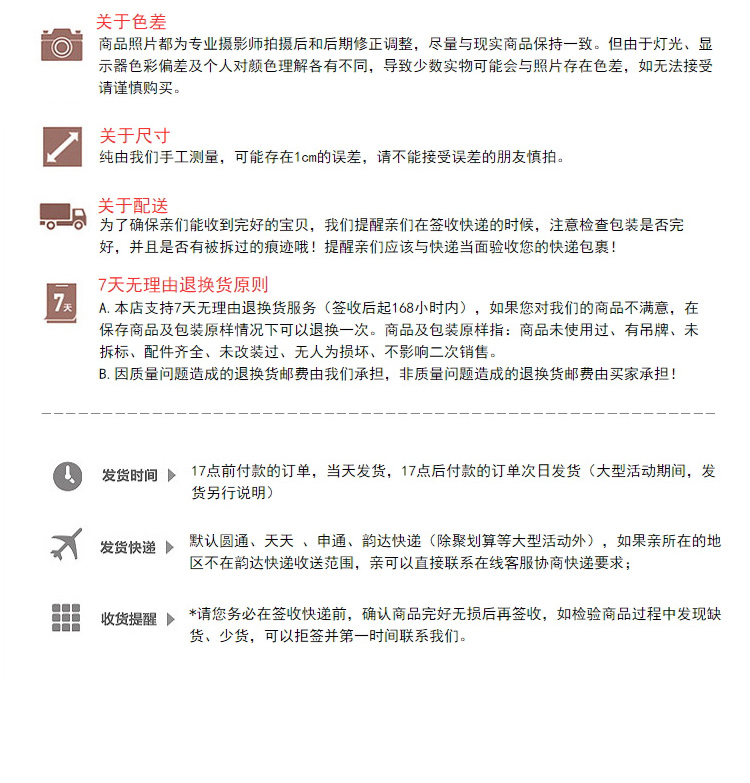 关于色差
商品照片都为专业摄影师拍摄后和后期修正调整，尽量与现实商品保持一致。但由于灯光、显
示器色彩偏差及个人对颜色理解各有不同，导致少数实物可能会与照片存在色差，如无法接受
请谨慎购买。
关于尺寸
纯由我们手工测量，可能存在1cm的误差，请不能接受误差的朋友慎拍。
关于配送
为了确保亲们能收到完好的宝贝，我们提醒亲们在签收快递的时候，注意检查包装是否完
好，并且是否有被拆过的痕迹哦！提醒亲们应该与快递当面验收您的快递包裹！
7天
7天无理由退换货原则
A.本店支持7天无理由退换货服务（签收后起168小时内），如果您对我们的商品不满意，在
保存商品及包装原样情况下可以退换一次。商品及包装原样指：商品未使用过、有吊牌、未
拆标、配件齐全、未改装过、无人为损坏、不影响二次销售。
B.因质量问题造成的退换货邮费由我们承担，非质量问题造成的退换货邮费由买家承担！
发货时间
17点前付款的订单，当天发货，17点后付款的订单次日发货（大型活动期间，发
货另行说明）
发货快递
默认圆通、天天 、申通、韵达快递（除聚划算等大型活动外），如果亲所在的地
区不在韵达快递收送范围，亲可以直接联系在线客服协商快递要求；
收货提醒
*请您务必在签收快递前，确认商品完好无损后再签收，如检验商品过程中发现缺
货、少货，可以拒签并第一时间联系我们。